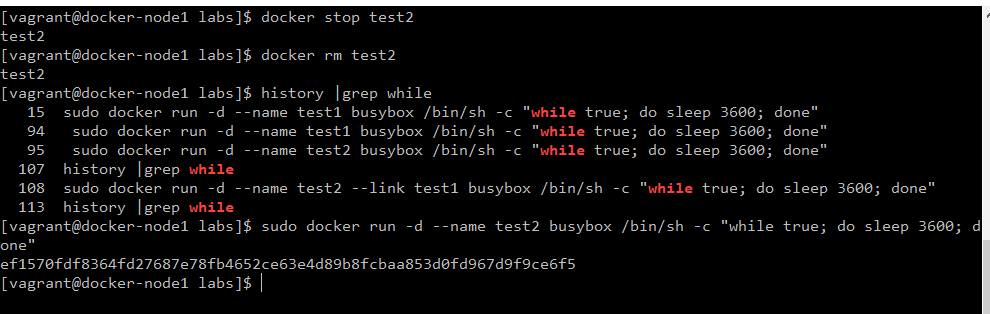 [vagrant@docker-node1 labs]$ docker stop test2
test2
[vagrant@docker-node1 labs]$ docker rm test2
test2
[vagrant@docker-node1 labs]$ history |grep while
   15  sudo docker run -d --name test1 busybox /bin/sh -c "while true; do sleep 3600; done"
   94   sudo docker run -d --name test1 busybox /bin/sh -c "while true; do sleep 3600; done"
   95   sudo docker run -d --name test2 busybox /bin/sh -c "while true; do sleep 3600; done"
  107  history |grep while
  108  sudo docker run -d --name test2 --link test1 busybox /bin/sh -c "while true; do sleep 3600; done"
  113  history |grep while
[vagrant@docker-node1 labs]$ sudo docker run -d --name test2 busybox /bin/sh -c "while true; do sleep 3600; d
one"
ef1570fdf8364fd27687e78fb4652ce63e4d89b8fcbaa853d0fd967d9f9ce6f5
[vagrant@docker-node1 labs]$